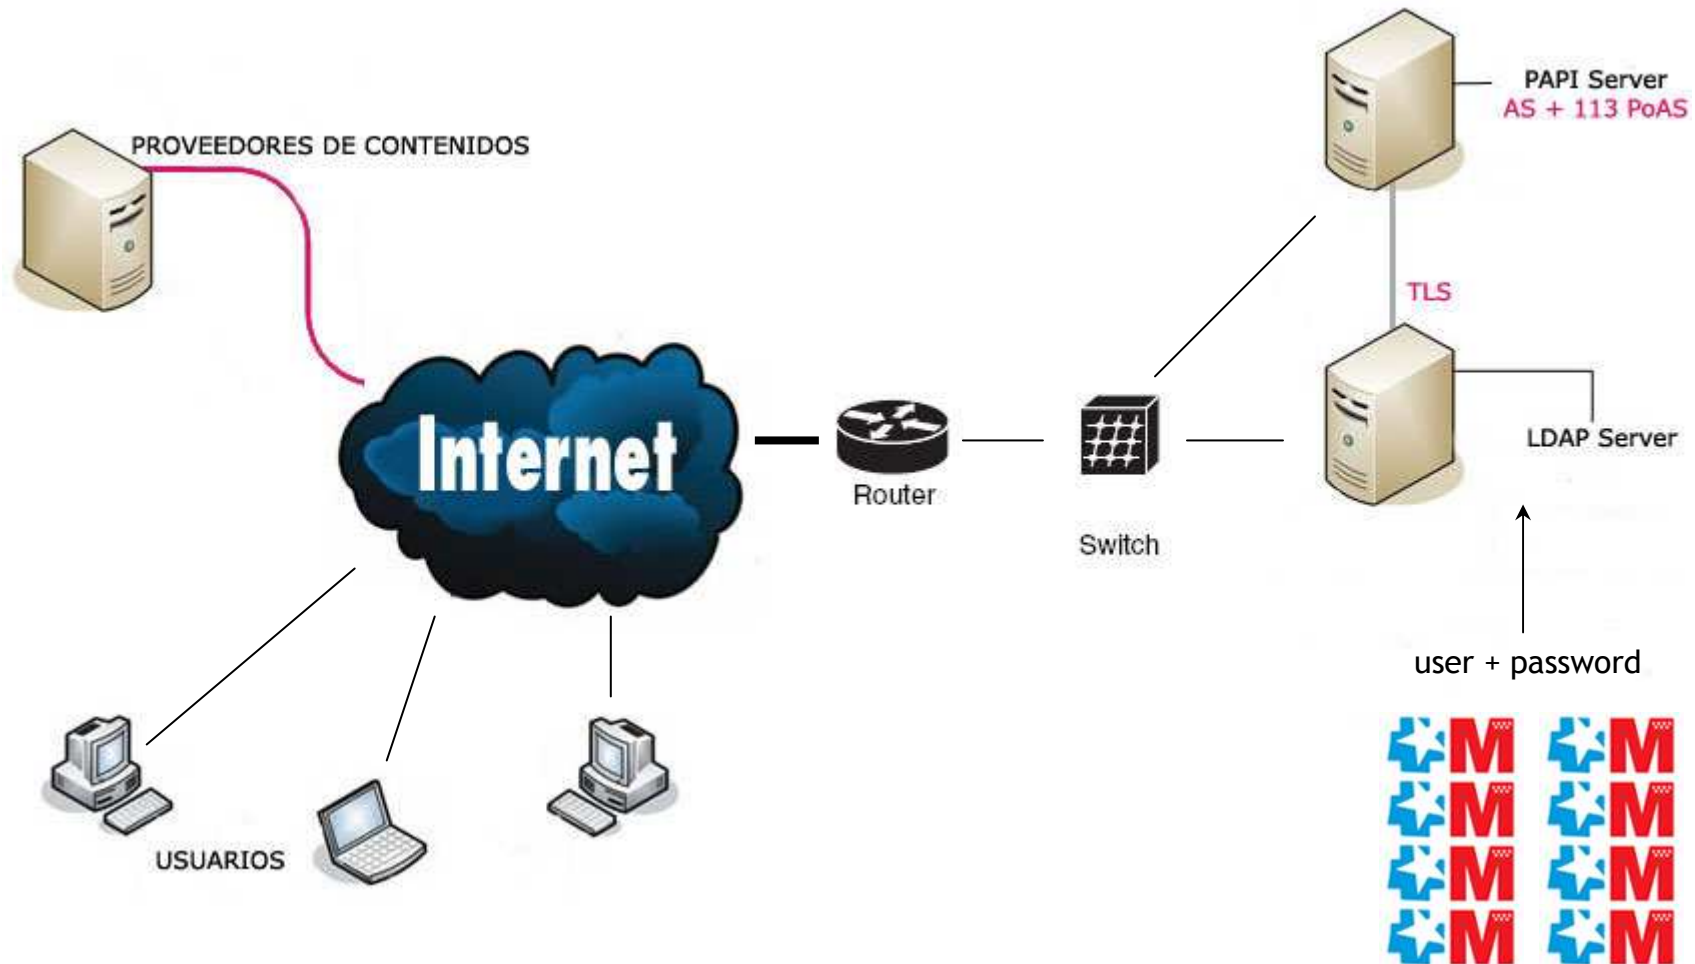 PAPI Server
AS + 113 PoAS
PROVEEDORES DE CONTENIDOS
TLS
Internet
LDAP Server
Router
Switch
user + password
USUARIOS
M M
M M
M M
M M